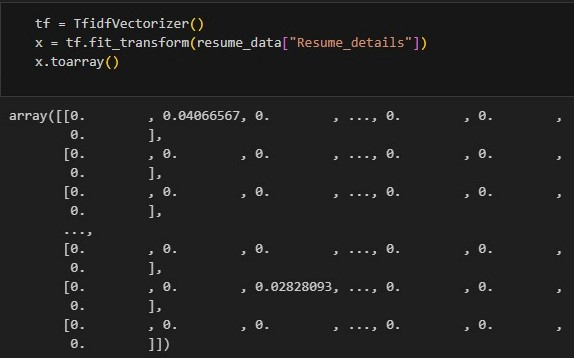 tf = TfidfVectorizer()
x = tf.fit_transform(resume_data["Resume_details"])
x.toarray()
array([[0.        , 0.04066567, 0.        , ..., 0.        , 0.        ,
        0.        ],
       [0.        , 0.        , 0.        , ..., 0.        , 0.        ,
        0.        ],
       [0.        , 0.        , 0.        , ..., 0.        , 0.        ,
        0.        ],
       ...,
       [0.        , 0.        , 0.        , ..., 0.        , 0.        ,
        0.        ],
       [0.        , 0.        , 0.02828093, ..., 0.        , 0.        ,
        0.        ],
       [0.        , 0.        , 0.        , ..., 0.        , 0.        ,
        0.        ]])